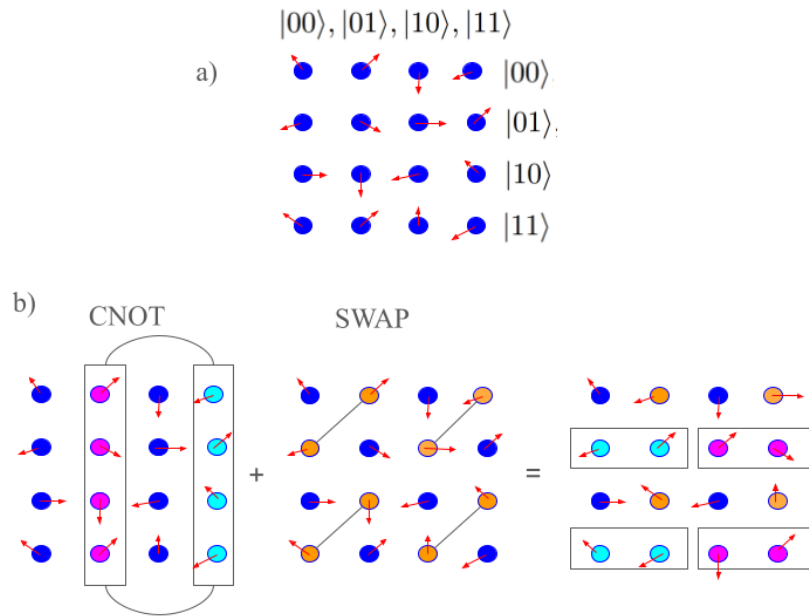 |00⟩, |01⟩, |10⟩, |11⟩
a)
|00⟩.
|01⟩,
|10⟩
|11⟩
b)
CNOT
SWAP
+
=